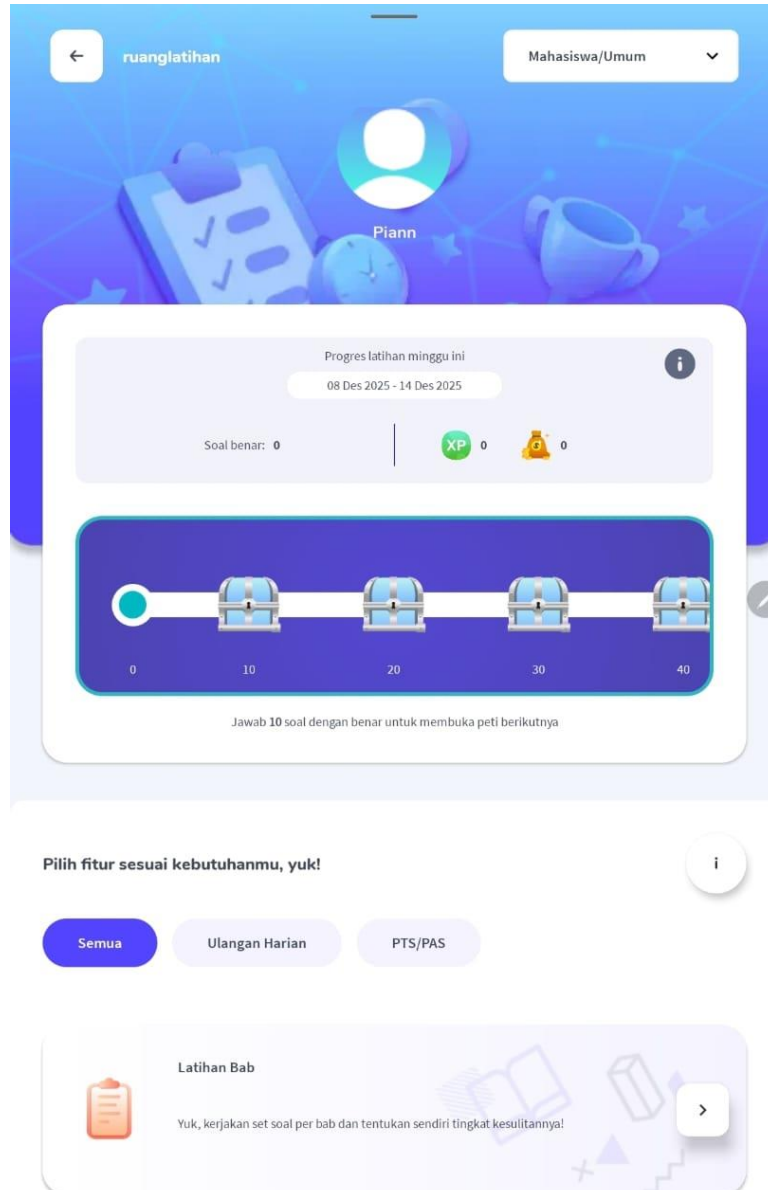 ruanglatihan
Mahasiswa/Umum
Piann
Progres latihan minggu ini
08 Des 2025 - 14 Des 2025
Soal benar: 0
XP 0 0
0 10 20 30 40
Jawab 10 soal dengan benar untuk membuka peti berikutnya
Pilih fitur sesuai kebutuhanmu, yuk!
Semua Ulangan Harian PTS/PAS
Latihan Bab
Yuk, kerjakan set soal per bab dan tentukan sendiri tingkat kesulitannya!